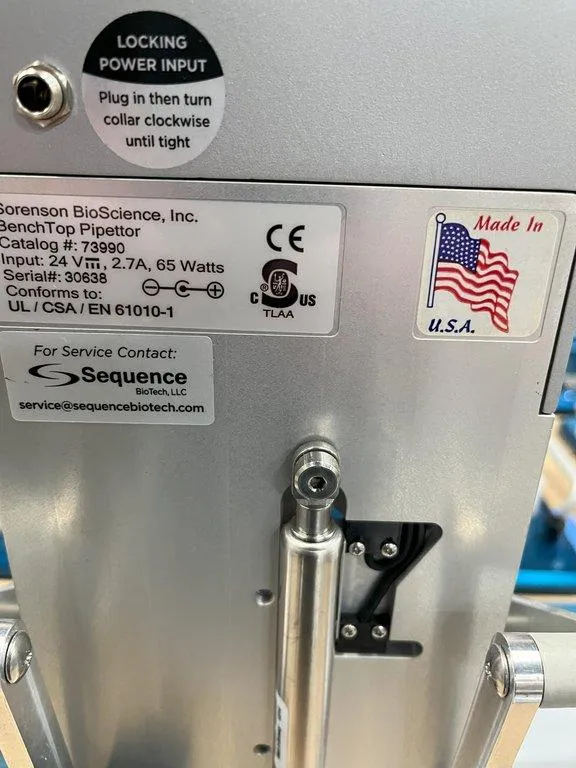 LOCKING
POWER INPUT
Plug in then turn
collar clockwise
until tight
Sorenson BioScience, Inc.
BenchTop Pipettor
Catalog #: 73990
Input: 24 V⎓, 2.7A, 65 Watts
Serial#: 30638
Conforms to:
UL / CSA / EN 61010-1
CE
C ® US
TLAA
Made In
U.S.A.
For Service Contact:
Sequence
BioTech, LLC
service@sequencebiotech.com